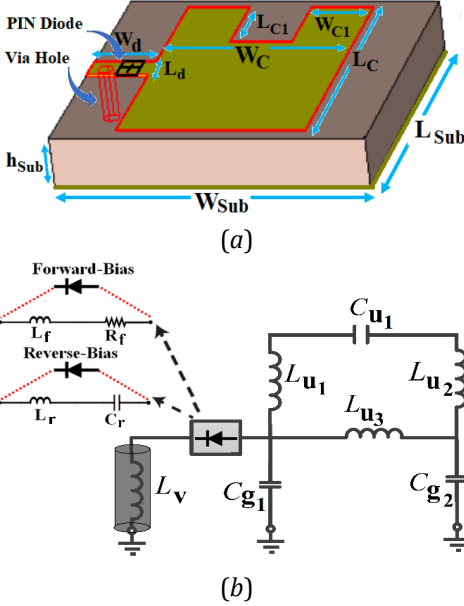 PIN Diode
Via Hole
W_d
L_d
L_C1
W_C
W_C1
L_C
L_Sub
h_Sub
W_Sub
(a)
Forward-Bias
L_f R_f
Reverse-Bias
L_r C_r
C_u1
L_u1
L_u2
L_u3
L_v
C_g1
C_g2
(b)